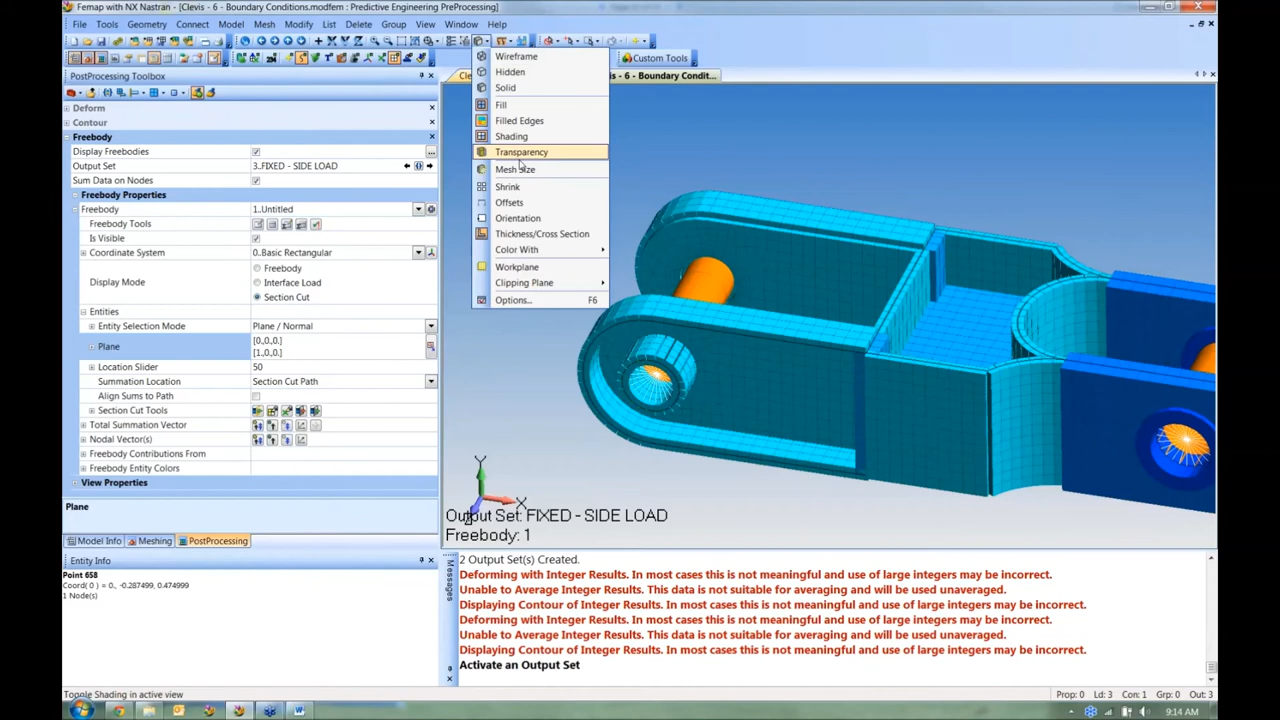 Femap with NX Nastran - [Clevis - 6 - Boundary Conditions.modfem : Predictive Engineering PreProcessing]
File Tools Geometry Connect Model Mesh Modify List Delete Group View Window Help
Custom Tools
PostProcessing Toolbox
s - 6 - Boundary Condit...
Deform
Contour
Freebody
Display Freebodies
Output Set 3..FIXED - SIDE LOAD
Sum Data on Nodes
Freebody Properties
Freebody 1..Untitled
Freebody Tools
Is Visible
Coordinate System 0..Basic Rectangular
Display Mode
Freebody
Interface Load
Section Cut
Entities
Entity Selection Mode Plane / Normal
Plane
[0.,0.,0.]
[1.,0.,0.]
Location Slider 50
Summation Location Section Cut Path
Align Sums to Path
Section Cut Tools
Total Summation Vector
Nodal Vector(s)
Freebody Contributions From
Freebody Entity Colors
View Properties
Plane
Model Info Meshing PostProcessing
Entity Info
Point 658
Coord( 0 ) = 0., -0.287499, 0.474999
1 Node(s)
Wireframe
Hidden
Solid
Fill
Filled Edges
Shading
Transparency
Mesh Size
Shrink
Offsets
Orientation
Thickness/Cross Section
Color With
Workplane
Clipping Plane
Options... F6
Y
X
Z
Output Set: FIXED - SIDE LOAD
Freebody: 1
Messages
2 Output Set(s) Created.
Deforming with Integer Results. In most cases this is not meaningful and use of large integers may be incorrect.
Unable to Average Integer Results. This data is not suitable for averaging and will be used unaveraged.
Displaying Contour of Integer Results. In most cases this is not meaningful and use of large integers may be incorrect.
Deforming with Integer Results. In most cases this is not meaningful and use of large integers may be incorrect.
Unable to Average Integer Results. This data is not suitable for averaging and will be used unaveraged.
Displaying Contour of Integer Results. In most cases this is not meaningful and use of large integers may be incorrect.
Activate an Output Set
Toggle Shading in active view
Prop: 0 Ld: 3 Con: 1 Grp: 0 Out: 3
9:14 AM